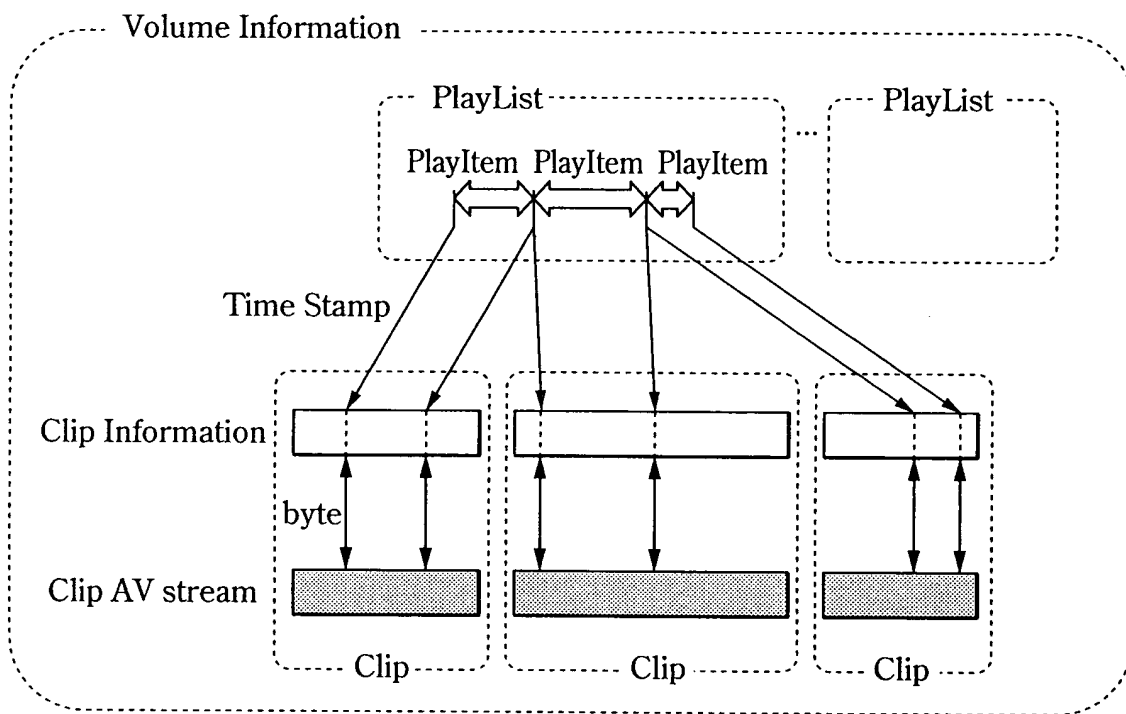 Volume Information
PlayList
...
PlayList
PlayItem PlayItem PlayItem
Time Stamp
Clip Information
byte
Clip AV stream
Clip
Clip
Clip